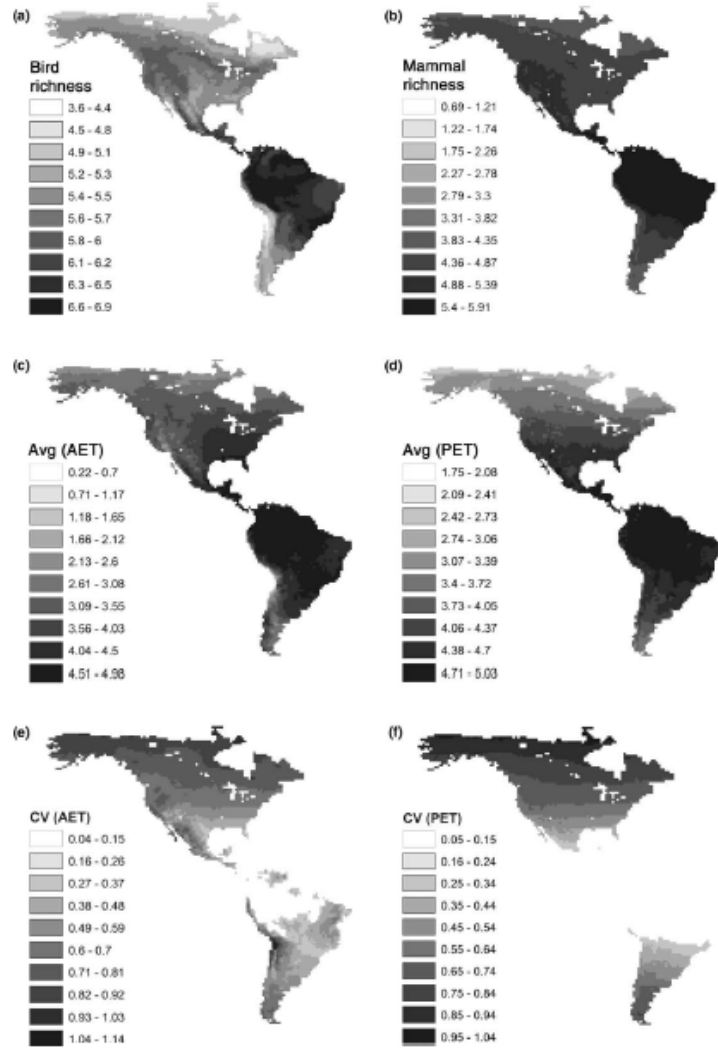 (a)
Bird
richness
3.6 - 4.4
4.5 - 4.8
4.9 - 5.1
5.2 - 5.3
5.4 - 5.5
5.6 - 5.7
5.8 - 6
6.1 - 6.2
6.3 - 6.5
6.6 - 6.9
(b)
Mammal
richness
0.69 - 1.21
1.22 - 1.74
1.75 - 2.26
2.27 - 2.78
2.79 - 3.3
3.31 - 3.82
3.83 - 4.35
4.36 - 4.87
4.88 - 5.39
5.4 - 5.91
(c)
Avg (AET)
0.22 - 0.7
0.71 - 1.17
1.18 - 1.65
1.66 - 2.12
2.13 - 2.6
2.61 - 3.08
3.09 - 3.55
3.56 - 4.03
4.04 - 4.5
4.51 - 4.98
(d)
Avg (PET)
1.75 - 2.08
2.09 - 2.41
2.42 - 2.73
2.74 - 3.06
3.07 - 3.39
3.4 - 3.72
3.73 - 4.05
4.06 - 4.37
4.38 - 4.7
4.71 - 5.03
(e)
CV (AET)
0.04 - 0.15
0.16 - 0.26
0.27 - 0.37
0.38 - 0.48
0.49 - 0.59
0.6 - 0.7
0.71 - 0.81
0.82 - 0.92
0.93 - 1.03
1.04 - 1.14
(f)
CV (PET)
0.05 - 0.15
0.16 - 0.24
0.25 - 0.34
0.35 - 0.44
0.45 - 0.54
0.55 - 0.64
0.65 - 0.74
0.75 - 0.84
0.85 - 0.94
0.95 - 1.04